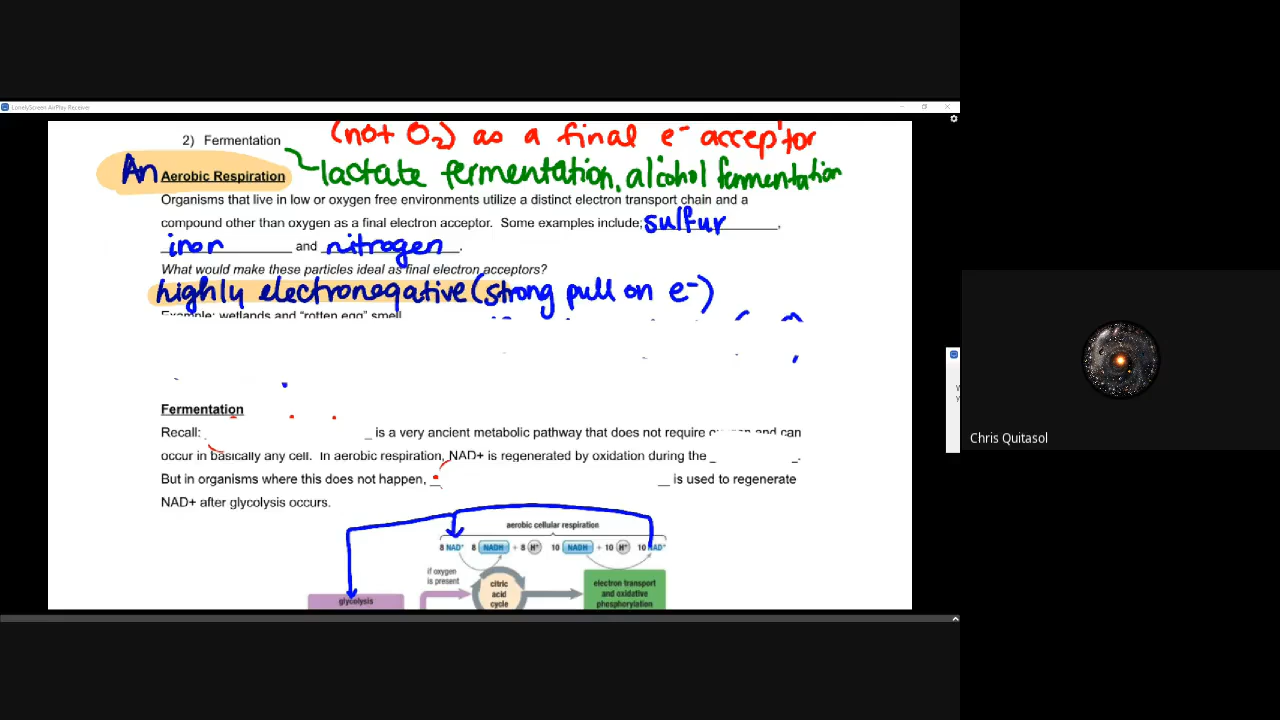 LonelyScreen AirPlay Receiver
(not O2) as a final e- acceptor
2) Fermentation
lactate fermentation, alcohol fermentation
An Aerobic Respiration
Organisms that live in low or oxygen free environments utilize a distinct electron transport chain and a
compound other than oxygen as a final electron acceptor. Some examples include; sulfur,
iron and nitrogen.
What would make these particles ideal as final electron acceptors?
highly electronegative (strong pull on e-)
Example: wetlands and "rotten egg" smell
Fermentation
Recall: is a very ancient metabolic pathway that does not require oxygen and can
occur in basically any cell. In aerobic respiration, NAD+ is regenerated by oxidation during the .
But in organisms where this does not happen, is used to regenerate
NAD+ after glycolysis occurs.
aerobic cellular respiration
8 NAD+ 8 NADH + 8 H+ 10 NADH + 10 H+ 10 NAD+
if oxygen
is present
citric
acid
cycle
electron transport
and oxidative
phosphorylation
glycolysis
Chris Quitasol